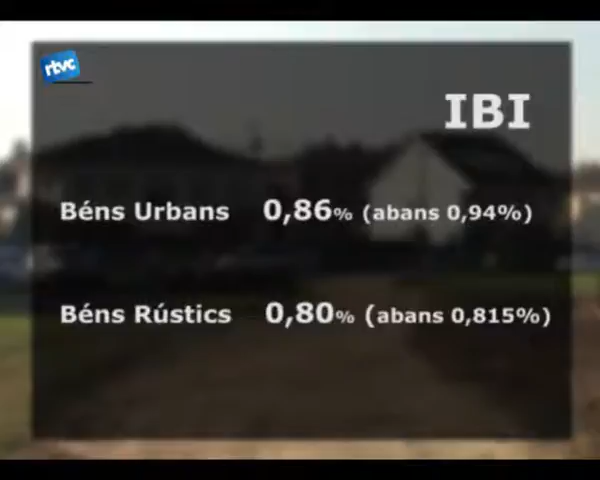 rtvc
IBI
Béns Urbans 0,86% (abans 0,94%)
Béns Rústics 0,80% (abans 0,815%)